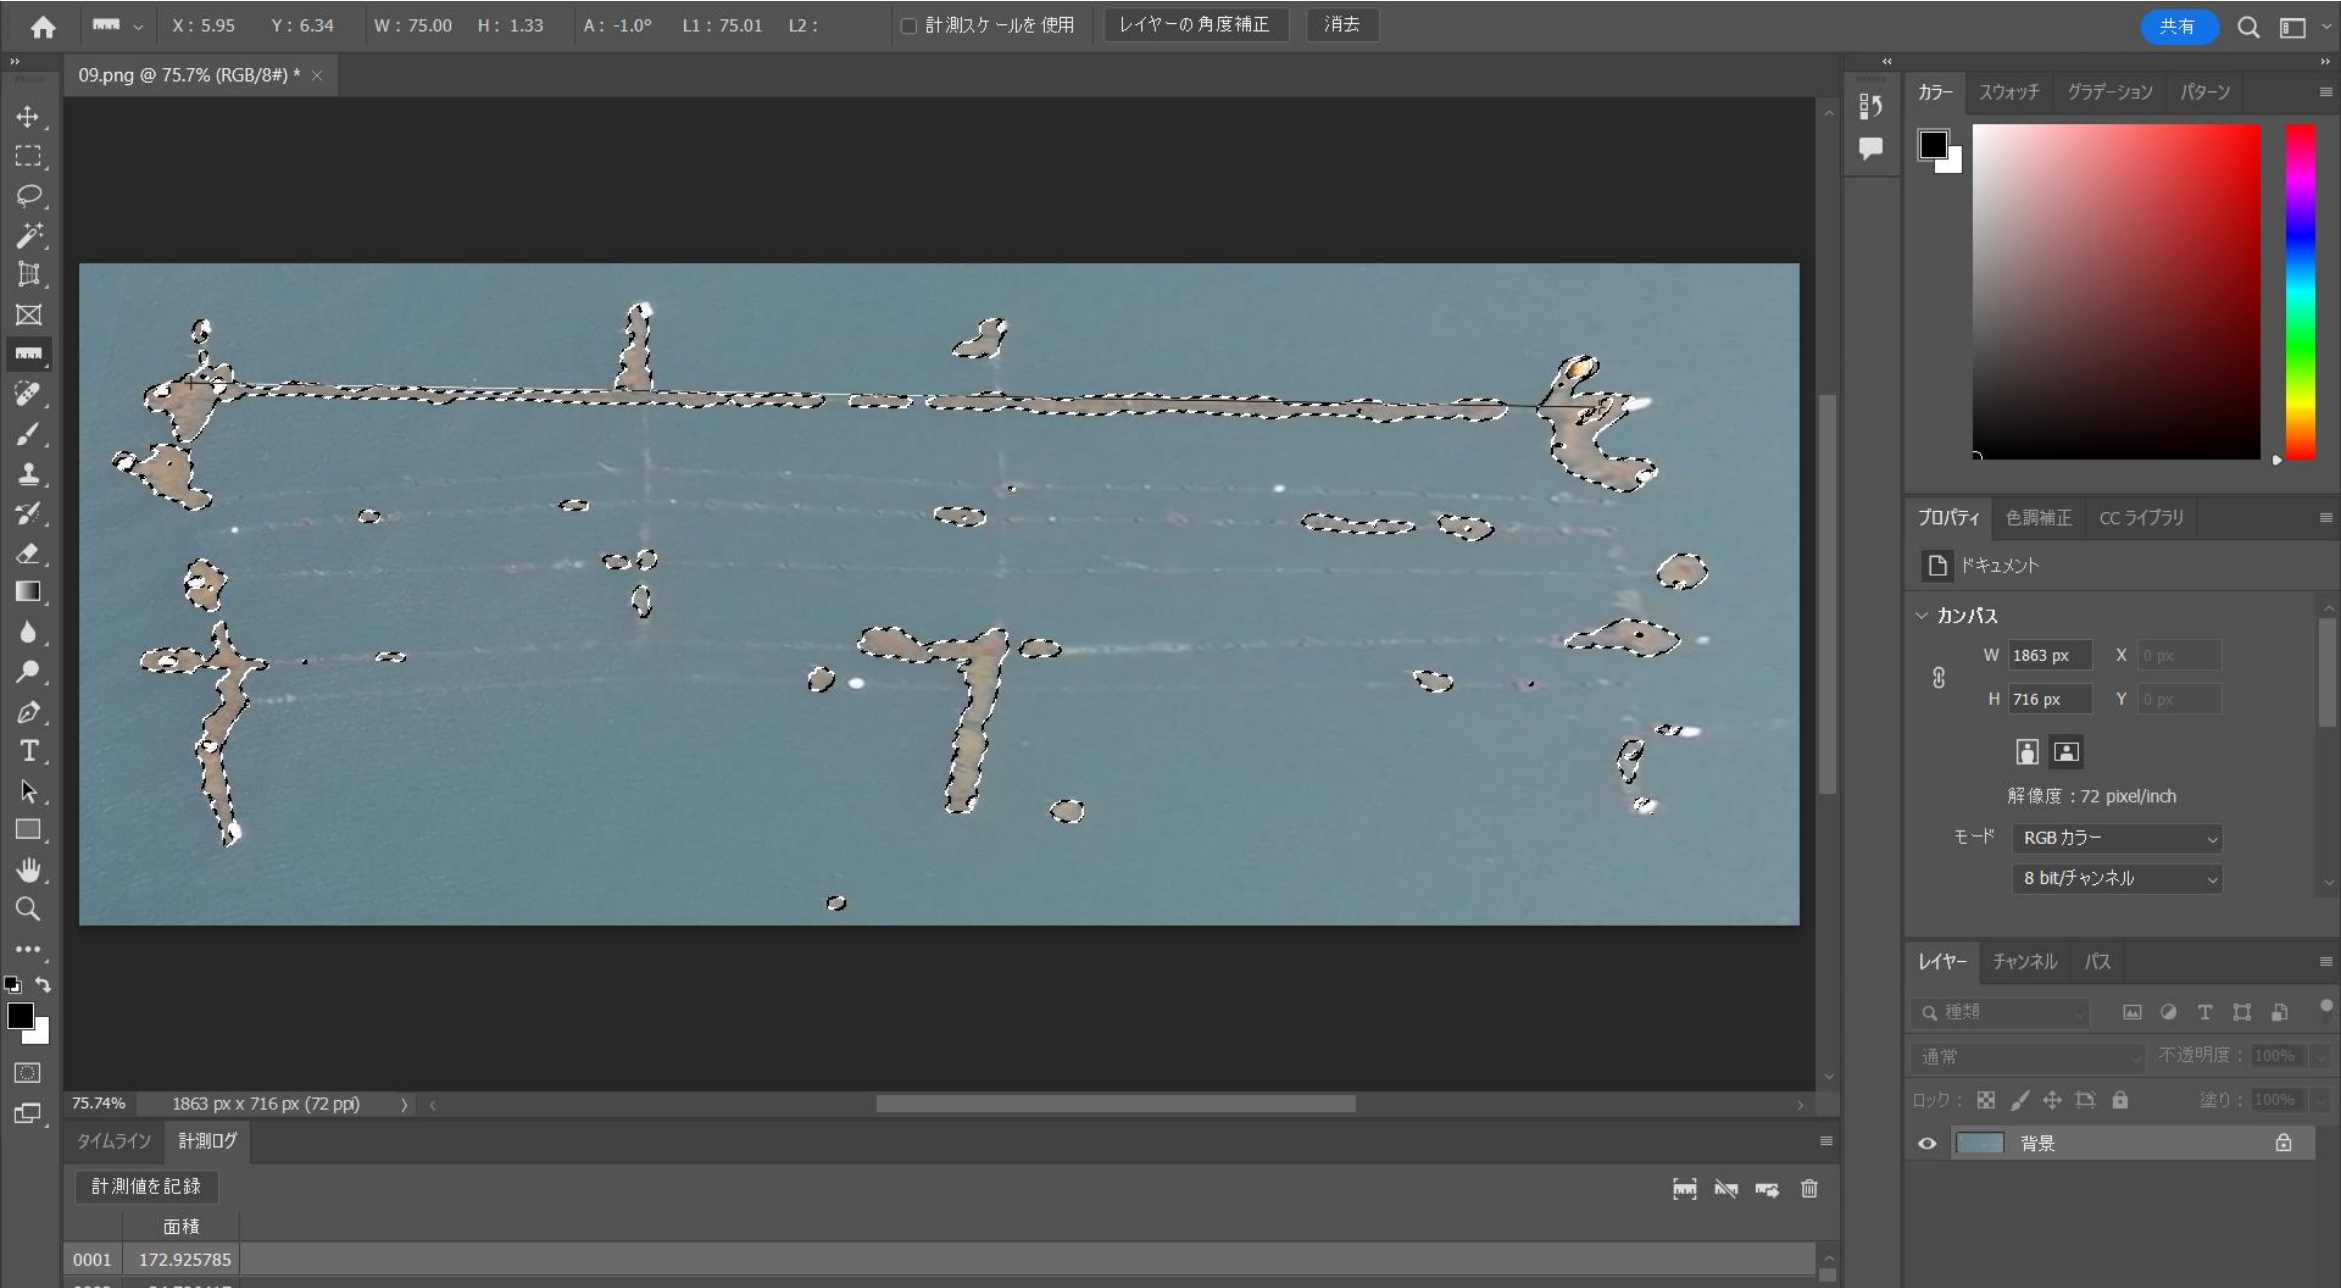 X : 5.95 Y : 6.34 W : 75.00 H : 1.33 A : -1.0° L1 : 75.01 L2 : 計測スケールを使用 レイヤーの角度補正 消去 共有
09.png @ 75.7% (RGB/8#) * ×
カラー スウォッチ グラデーション パターン
プロパティ 色調補正 CC ライブラリ
ドキュメント
カンバス
W 1863 px X 0 px
H 716 px Y 0 px
解像度 : 72 pixel/inch
モード RGB カラー
8 bit/チャンネル
レイヤー チャンネル パス
種類
通常 不透明度 : 100%
ロック : 塗り : 100%
背景
75.74% 1863 px x 716 px (72 ppi)
タイムライン 計測ログ
計測値を記録
面積
0001 172.925785